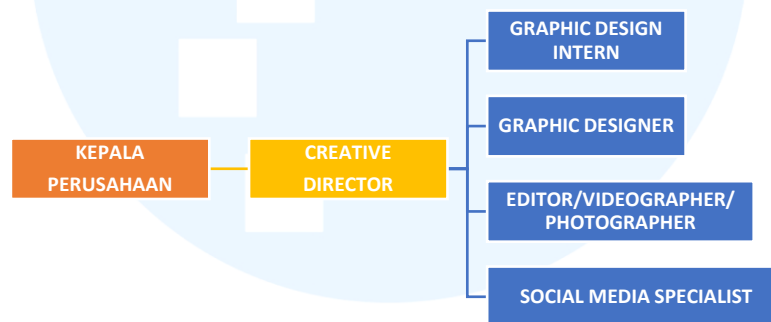 KEPALA
PERUSAHAAN
CREATIVE
DIRECTOR
GRAPHIC DESIGN
INTERN
GRAPHIC DESIGNER
EDITOR/VIDEOGRAPHER/
PHOTOGRAPHER
SOCIAL MEDIA SPECIALIST